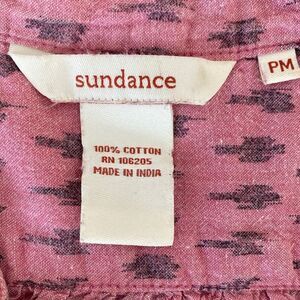 sundance
PM
100% COTTON
RN 106205
MADE IN INDIA